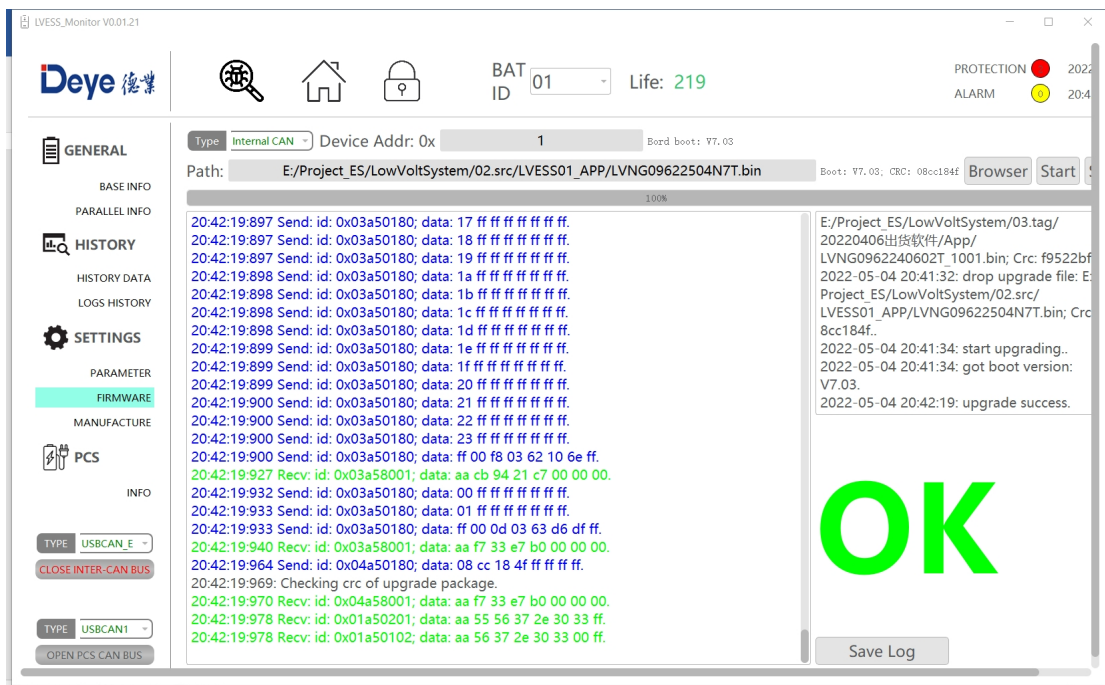 LVESS_Monitor V0.01.21
Deye 德業
BAT ID 01 Life: 219
PROTECTION 2022
ALARM 0 20:4
GENERAL
BASE INFO
PARALLEL INFO
HISTORY
HISTORY DATA
LOGS HISTORY
SETTINGS
PARAMETER
FIRMWARE
MANUFACTURE
PCS
INFO
TYPE USBCAN_E
CLOSE INTER-CAN BUS
TYPE USBCAN1
OPEN PCS CAN BUS
Type Internal CAN Device Addr: 0x 1 Bord boot: V7.03
Path: E:/Project_ES/LowVoltSystem/02.src/LVESS01_APP/LVNG09622504N7T.bin Boot: V7.03, CRC: 08cc184f Browser Start
100%
20:42:19:897 Send: id: 0x03a50180; data: 17 ff ff ff ff ff ff ff.
20:42:19:897 Send: id: 0x03a50180; data: 18 ff ff ff ff ff ff ff.
20:42:19:897 Send: id: 0x03a50180; data: 19 ff ff ff ff ff ff ff.
20:42:19:898 Send: id: 0x03a50180; data: 1a ff ff ff ff ff ff ff.
20:42:19:898 Send: id: 0x03a50180; data: 1b ff ff ff ff ff ff ff.
20:42:19:898 Send: id: 0x03a50180; data: 1c ff ff ff ff ff ff ff.
20:42:19:898 Send: id: 0x03a50180; data: 1d ff ff ff ff ff ff ff.
20:42:19:899 Send: id: 0x03a50180; data: 1e ff ff ff ff ff ff ff.
20:42:19:899 Send: id: 0x03a50180; data: 1f ff ff ff ff ff ff ff.
20:42:19:899 Send: id: 0x03a50180; data: 20 ff ff ff ff ff ff ff.
20:42:19:900 Send: id: 0x03a50180; data: 21 ff ff ff ff ff ff ff.
20:42:19:900 Send: id: 0x03a50180; data: 22 ff ff ff ff ff ff ff.
20:42:19:900 Send: id: 0x03a50180; data: 23 ff ff ff ff ff ff ff.
20:42:19:900 Send: id: 0x03a50180; data: ff 00 f8 03 62 10 6e ff.
20:42:19:927 Recv: id: 0x03a58001; data: aa cb 94 21 c7 00 00 00.
20:42:19:932 Send: id: 0x03a50180; data: 00 ff ff ff ff ff ff ff.
20:42:19:933 Send: id: 0x03a50180; data: 01 ff ff ff ff ff ff ff.
20:42:19:933 Send: id: 0x03a50180; data: ff 00 0d 03 63 d6 df ff.
20:42:19:940 Recv: id: 0x03a58001; data: aa f7 33 e7 b0 00 00 00.
20:42:19:964 Send: id: 0x04a50180; data: 08 cc 18 4f ff ff ff ff.
20:42:19:969: Checking crc of upgrade package.
20:42:19:970 Recv: id: 0x04a58001; data: aa f7 33 e7 b0 00 00 00.
20:42:19:978 Recv: id: 0x01a50201; data: aa 55 56 37 2e 30 33 ff.
20:42:19:978 Recv: id: 0x01a50102; data: aa 56 37 2e 30 33 00 ff.
E:/Project_ES/LowVoltSystem/03.tag/
20220406出货软件/App/
LVNG0962240602T_1001.bin; Crc: f9522bf
2022-05-04 20:41:32: drop upgrade file: E:
Project_ES/LowVoltSystem/02.src/
LVESS01_APP/LVNG09622504N7T.bin; Crc
8cc184f..
2022-05-04 20:41:34: start upgrading..
2022-05-04 20:41:34: got boot version:
V7.03.
2022-05-04 20:42:19: upgrade success.
OK
Save Log